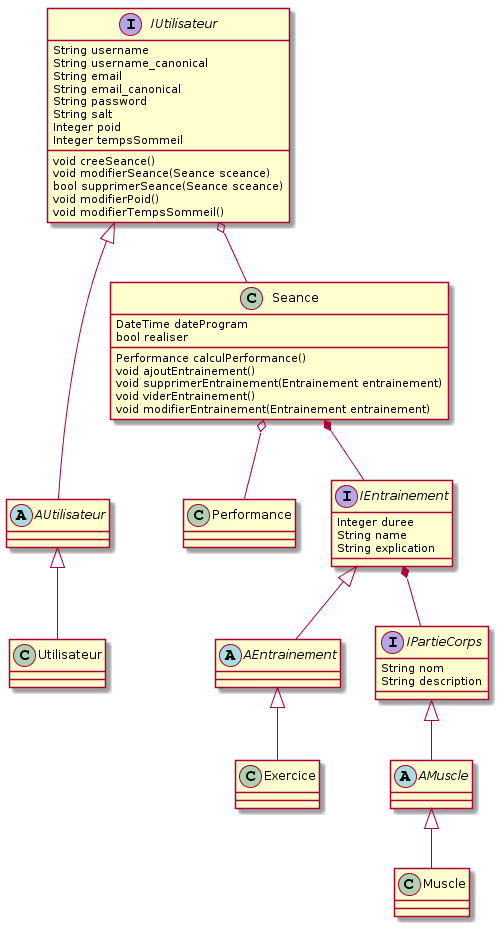 I IUtilisateur
String username
String username_canonical
String email
String email_canonical
String password
String salt
Integer poid
Integer tempsSommeil
void creeSeance()
void modifierSeance(Seance sceance)
bool supprimerSeance(Seance sceance)
void modifierPoid()
void modifierTempsSommeil()
C Seance
DateTime dateProgram
bool realiser
Performance calculPerformance()
void ajoutEntrainement()
void supprimerEntrainement(Entrainement entrainement)
void viderEntrainement()
void modifierEntrainement(Entrainement entrainement)
A AUtilisateur
C Performance
I IEntrainement
Integer duree
String name
String explication
C Utilisateur
A AEntrainement
I IPartieCorps
String nom
String description
C Exercice
A AMuscle
C Muscle